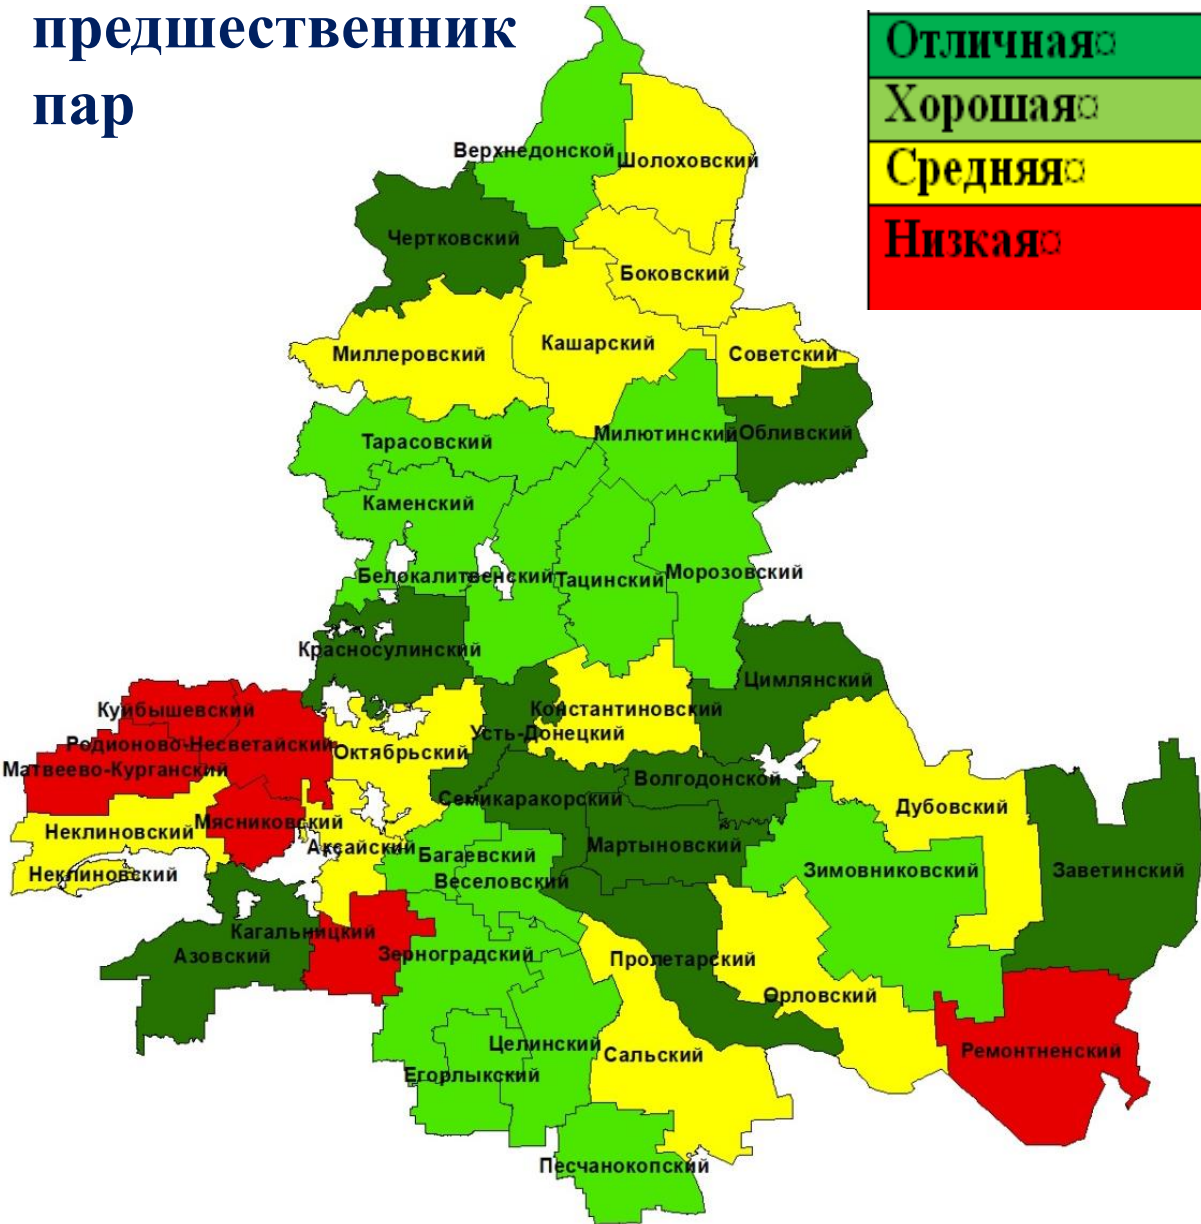 предшественник
пар
Отличная¤
Хорошая¤
Средняя¤
Низкая¤
Верхнедонской
Шолоховский
Чертковский
Боковский
Миллеровский
Кашарский
Советский
Тарасовский
Милютинский
Обливский
Каменский
Белокалитвенский
Тацинский
Морозовский
Красносулинский
Цимлянский
Куйбышевский
Константиновский
Родионово-Несветайский
Октябрьский
Усть-Донецкий
Матвеево-Курганский
Семикаракорский
Волгодонской
Дубовский
Неклиновский
Мясниковский
Аксайский
Багаевский
Мартыновский
Неклиновский
Веселовский
Зимовниковский
Заветинский
Кагальницкий
Азовский
Зерноградский
Пролетарский
Орловский
Целинский
Сальский
Ремонтненский
Егорлыкский
Песчанокопский